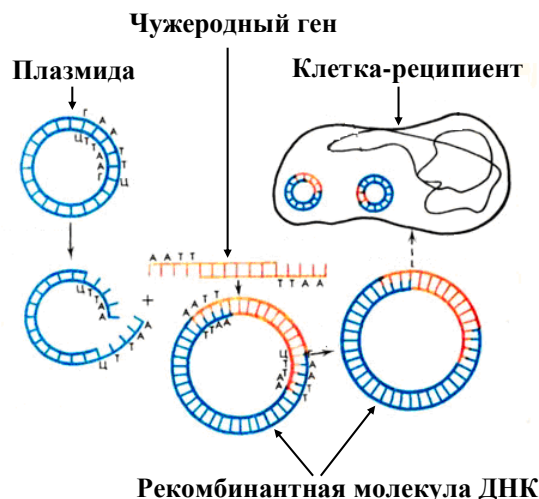 Чужеродный ген
Плазмида
Клетка-реципиент
Г А А Т Т Ц
Ц Т Т А А Г
А А Т Т
+
Т Т А А
Ц Т Т А А
А А Т Т
Т Т А А
Ц Т Т А А
Рекомбинантная молекула ДНК